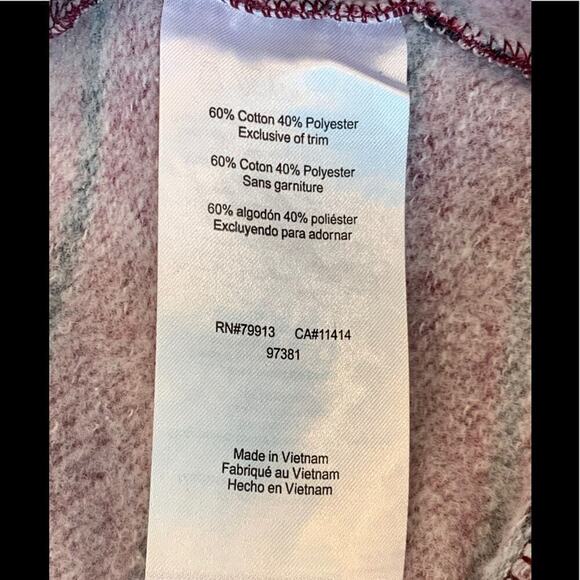 60% Cotton 40% Polyester
Exclusive of trim
60% Coton 40% Polyester
Sans garniture
60% algodón 40% poliéster
Excluyendo para adornar
RN#79913 CA#11414
97381
Made in Vietnam
Fabriqué au Vietnam
Hecho en Vietnam